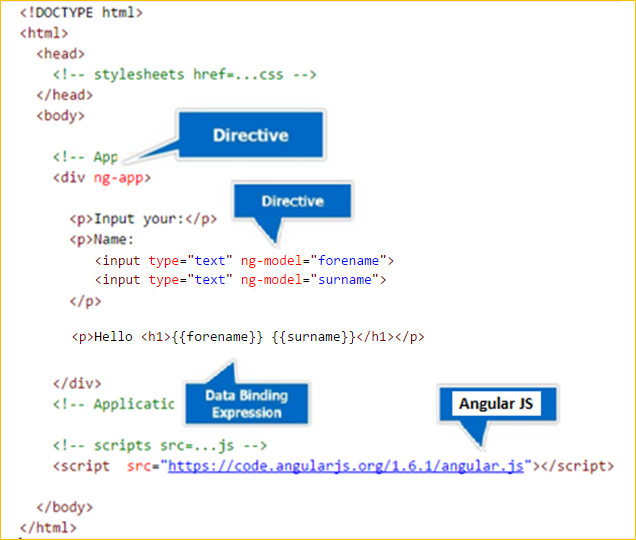 <!DOCTYPE html>
<html>
<head>
<!-- stylesheets href=...css -->
</head>
<body>
Directive
<!-- App
<div ng-app>
Directive
<p>Input your:</p>
<p>Name:
<input type="text" ng-model="forename">
<input type="text" ng-model="surname">
</p>
<p>Hello <h1>{{forename}} {{surname}}</h1></p>
</div>
Data Binding
Expression
<!-- Applicatic
Angular JS
<!-- scripts src=...js -->
<script  src="https://code.angularjs.org/1.6.1/angular.js"></script>
</body>
</html>